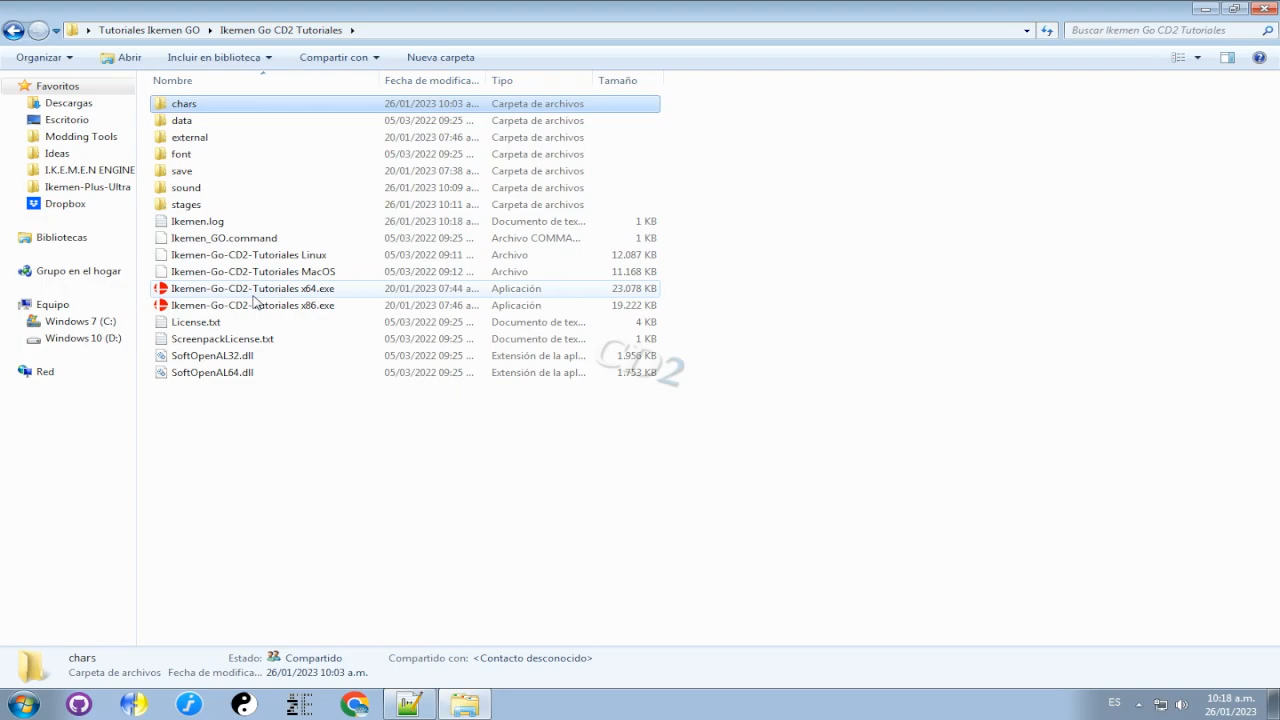 Tutoriales Ikemen GO
Ikemen Go CD2 Tutoriales
Buscar Ikemen Go CD2 Tutoriales
Organizar
Abrir
Incluir en biblioteca
Compartir con
Nueva carpeta
Favoritos
Descargas
Escritorio
Modding Tools
Ideas
I.K.E.M.E.N ENGINE
Ikemen-Plus-Ultra
Dropbox
Bibliotecas
Grupo en el hogar
Equipo
Windows 7 (C:)
Windows 10 (D:)
Red
Nombre Fecha de modifica... Tipo Tamaño
chars 26/01/2023 10:03 a... Carpeta de archivos
data 05/03/2022 09:25 ... Carpeta de archivos
external 20/01/2023 07:46 a... Carpeta de archivos
font 05/03/2022 09:25 ... Carpeta de archivos
save 20/01/2023 07:38 a... Carpeta de archivos
sound 26/01/2023 10:09 a... Carpeta de archivos
stages 26/01/2023 10:11 a... Carpeta de archivos
Ikemen.log 26/01/2023 10:18 a... Documento de tex... 1 KB
Ikemen_GO.command 05/03/2022 09:25 ... Archivo COMMA... 1 KB
Ikemen-Go-CD2-Tutoriales Linux 05/03/2022 09:11 ... Archivo 12.087 KB
Ikemen-Go-CD2-Tutoriales MacOS 05/03/2022 09:12 ... Archivo 11.168 KB
Ikemen-Go-CD2-Tutoriales x64.exe 20/01/2023 07:44 a... Aplicación 23.078 KB
Ikemen-Go-CD2-Tutoriales x86.exe 20/01/2023 07:46 a... Aplicación 19.222 KB
License.txt 05/03/2022 09:25 ... Documento de tex... 4 KB
ScreenpackLicense.txt 05/03/2022 09:25 ... Documento de tex... 1 KB
SoftOpenAL32.dll 05/03/2022 09:25 ... Extensión de la apl... 1.956 KB
SoftOpenAL64.dll 05/03/2022 09:25 ... Extensión de la apl... 1.753 KB
chars Estado: Compartido Compartido con: <Contacto desconocido>
Carpeta de archivos Fecha de modifica... 26/01/2023 10:03 a.m.
ES
10:18 a.m.
26/01/2023